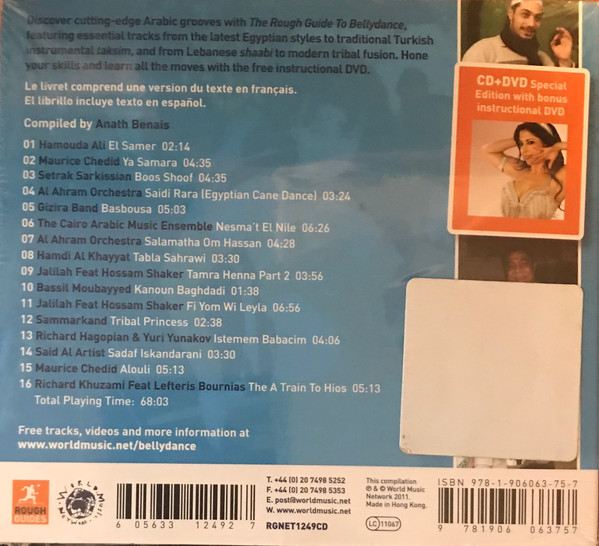 Discover cutting-edge Arabic grooves with The Rough Guide To Bellydance,
featuring essential tracks from the latest Egyptian styles to traditional Turkish
instrumental taksim, and from Lebanese shaabi to modern tribal fusion. Hone
your skills and learn all the moves with the free instructional DVD.
Le livret comprend une version du texte en français.
El librillo incluye texto en español.
Compiled by Anath Benais
01 Hamouda Ali El Samer 02:14
02 Maurice Chedid Ya Samara 04:35
03 Setrak Sarkissian Boos Shoof 04:35
04 Al Ahram Orchestra Saidi Rara (Egyptian Cane Dance) 03:24
05 Gizira Band Basbousa 05:03
06 The Cairo Arabic Music Ensemble Nesma't El Nile 06:26
07 Al Ahram Orchestra Salamatha Om Hassan 04:28
08 Hamdi Al Khayyat Tabla Sahrawi 03:30
09 Jalilah Feat Hossam Shaker Tamra Henna Part 2 03:56
10 Bassil Moubayyed Kanoun Baghdadi 01:38
11 Jalilah Feat Hossam Shaker Fi Yom Wi Leyla 06:56
12 Sammarkand Tribal Princess 02:38
13 Richard Hagopian & Yuri Yunakov Istemem Babacim 04:06
14 Said Al Artist Sadaf Iskandarani 03:30
15 Maurice Chedid Alouli 05:13
16 Richard Khuzami Feat Lefteris Bournias The A Train To Hios 05:13
Total Playing Time: 68:03
Free tracks, videos and more information at
www.worldmusic.net/bellydance
CD+DVD Special
Edition with bonus
instructional DVD
ROUGH
GUIDES
World Music
Network
6 05633 12492 7
T. +44 (0) 20 7498 5252
F. +44 (0) 20 7498 5353
E. post@worldmusic.net
W. www.worldmusic.net
RGNET1249CD
This compilation
℗ & © World Music
Network 2011.
Made in Hong Kong.
LC 11067
ISBN 978-1-906063-75-7
9 781906 063757